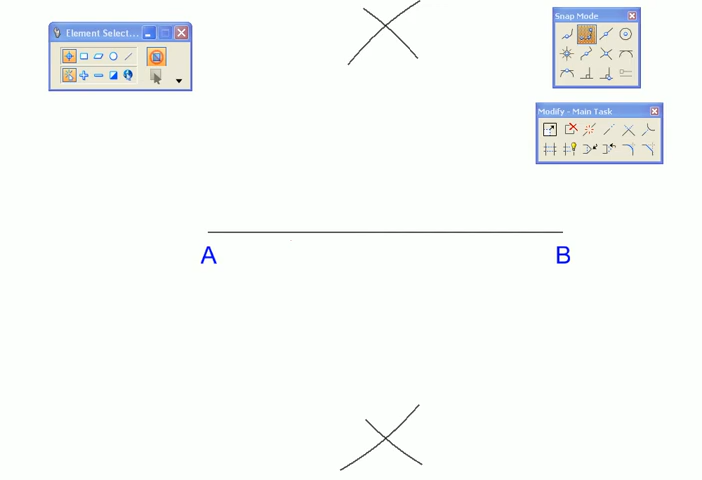 Element Select...
Snap Mode
Modify - Main Task
A
B